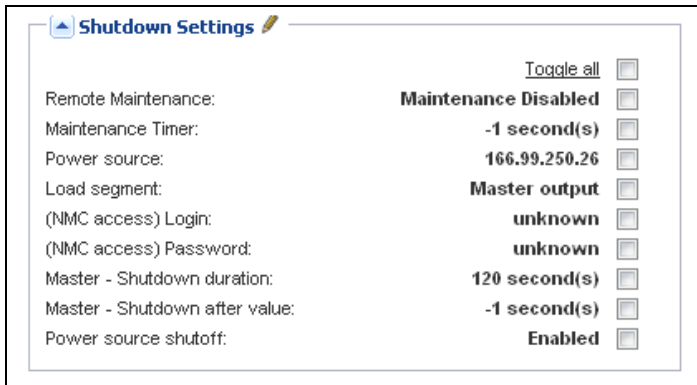 Shutdown Settings
Toggle all
Remote Maintenance: Maintenance Disabled
Maintenance Timer: -1 second(s)
Power source: 166.99.250.26
Load segment: Master output
(NMC access) Login: unknown
(NMC access) Password: unknown
Master - Shutdown duration: 120 second(s)
Master - Shutdown after value: -1 second(s)
Power source shutoff: Enabled